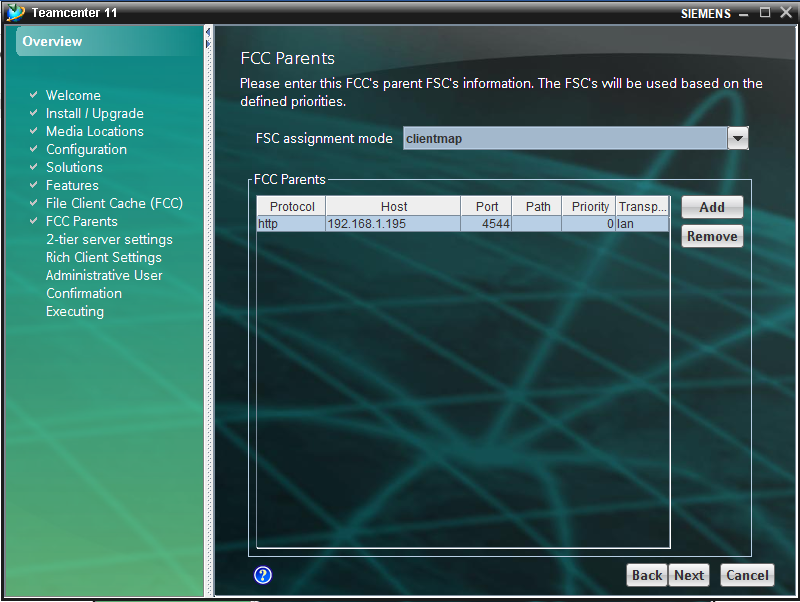 Teamcenter 11
SIEMENS
Overview
Welcome
Install / Upgrade
Media Locations
Configuration
Solutions
Features
File Client Cache (FCC)
FCC Parents
2-tier server settings
Rich Client Settings
Administrative User
Confirmation
Executing
FCC Parents
Please enter this FCC's parent FSC's information. The FSC's will be used based on the
defined priorities.
FSC assignment mode clientmap
FCC Parents
Protocol Host Port Path Priority Transp...
http 192.168.1.195 4544 0 lan
Add
Remove
?
Back Next Cancel